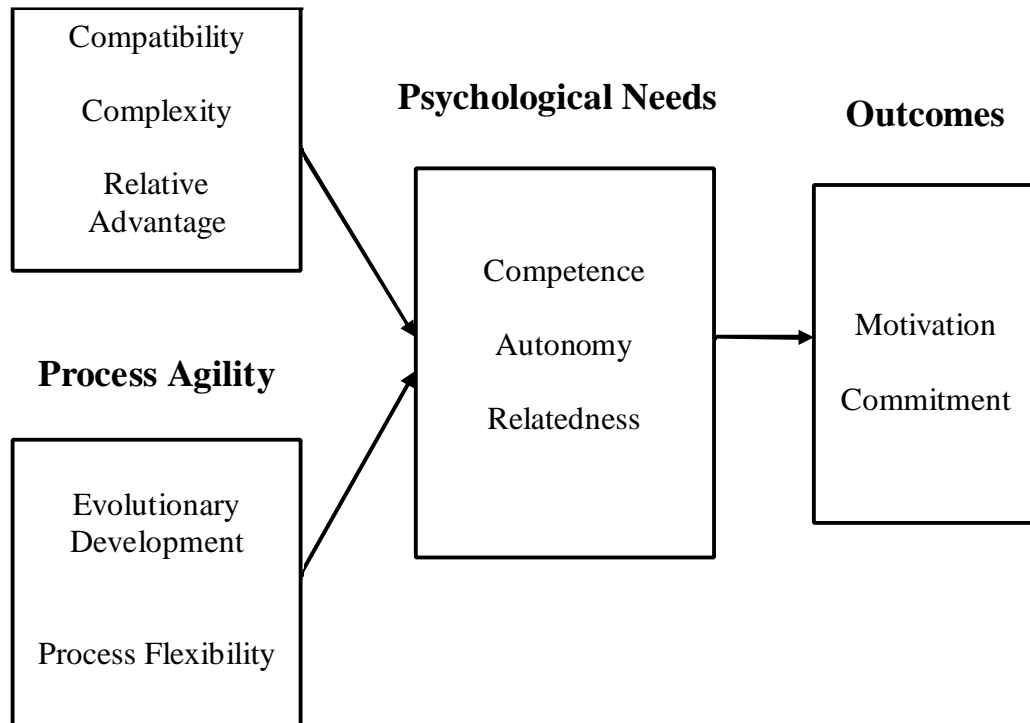 Compatibility
Complexity
Relative
Advantage
Process Agility
Evolutionary
Development
Process Flexibility
Psychological Needs
Competence
Autonomy
Relatedness
Outcomes
Motivation
Commitment